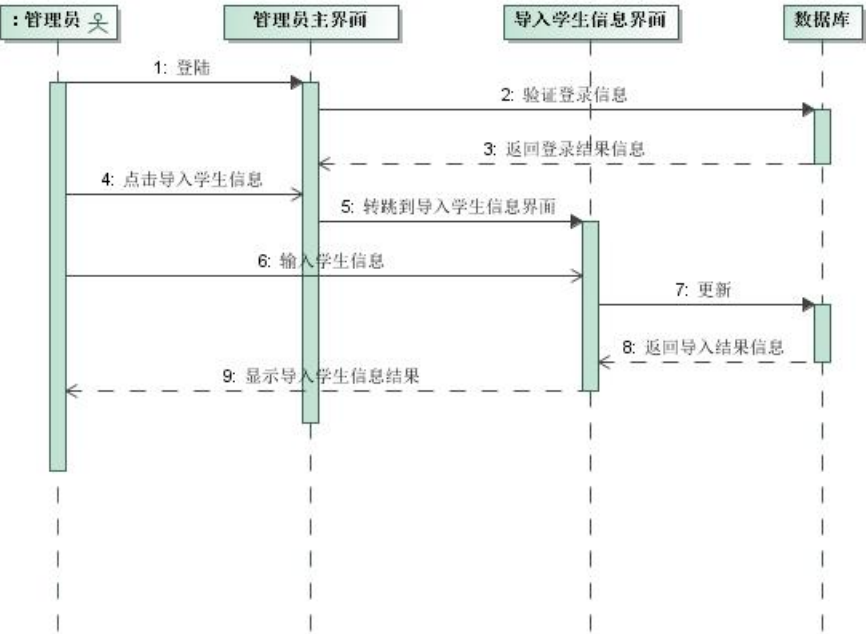 : 管理员
管理员主界面
导入学生信息界面
数据库
1: 登陆
2: 验证登录信息
3: 返回登录结果信息
4: 点击导入学生信息
5: 转跳到导入学生信息界面
6: 输入学生信息
7: 更新
8: 返回导入结果信息
9: 显示导入学生信息结果